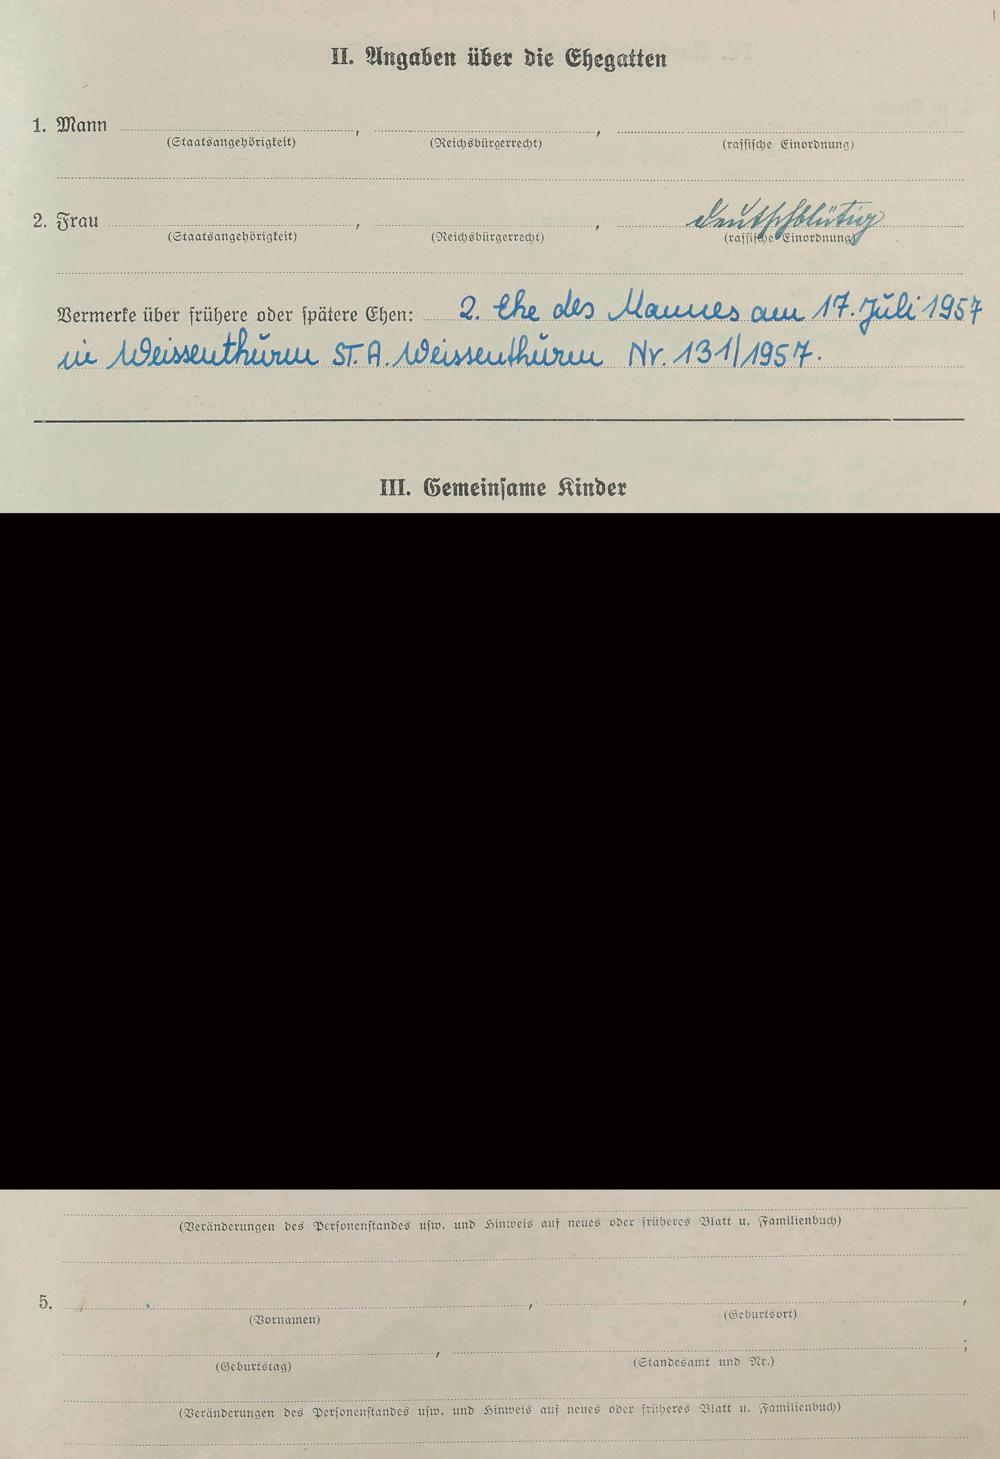 II. Angaben über die Ehegatten
1. Mann , ,
(Staatsangehörigkeit) (Reichsbürgerrecht) (rassische Einordnung)
2. Frau , , deutschblütig
(Staatsangehörigkeit) (Reichsbürgerrecht) (rassische Einordnung)
Vermerke über frühere oder spätere Ehen: 2. Ehe des Mannes am 17. Juli 1957
in Weissenthurm ST. A. Weissenthurm Nr. 131/1957.
III. Gemeinsame Kinder
(Veränderungen des Personenstandes usw. und Hinweis auf neues oder früheres Blatt u. Familienbuch)
5. , ,
(Vornamen) (Geburtsort)
, ;
(Geburtstag) (Standesamt und Nr.)
(Veränderungen des Personenstandes usw. und Hinweis auf neues oder früheres Blatt u. Familienbuch)